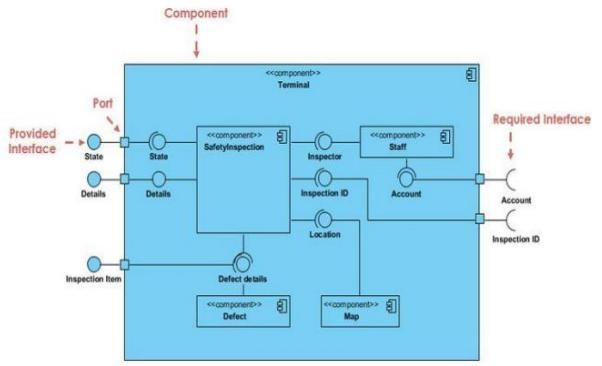 Component
<<component>>
Terminal
Port
Provided
Interface
Required Interface
State
State
<<component>>
SafetyInspection
Inspector
<<component>>
Staff
Details
Details
Inspection ID
Account
Account
Location
Inspection ID
Inspection Item
Defect details
<<component>>
Defect
<<component>>
Map